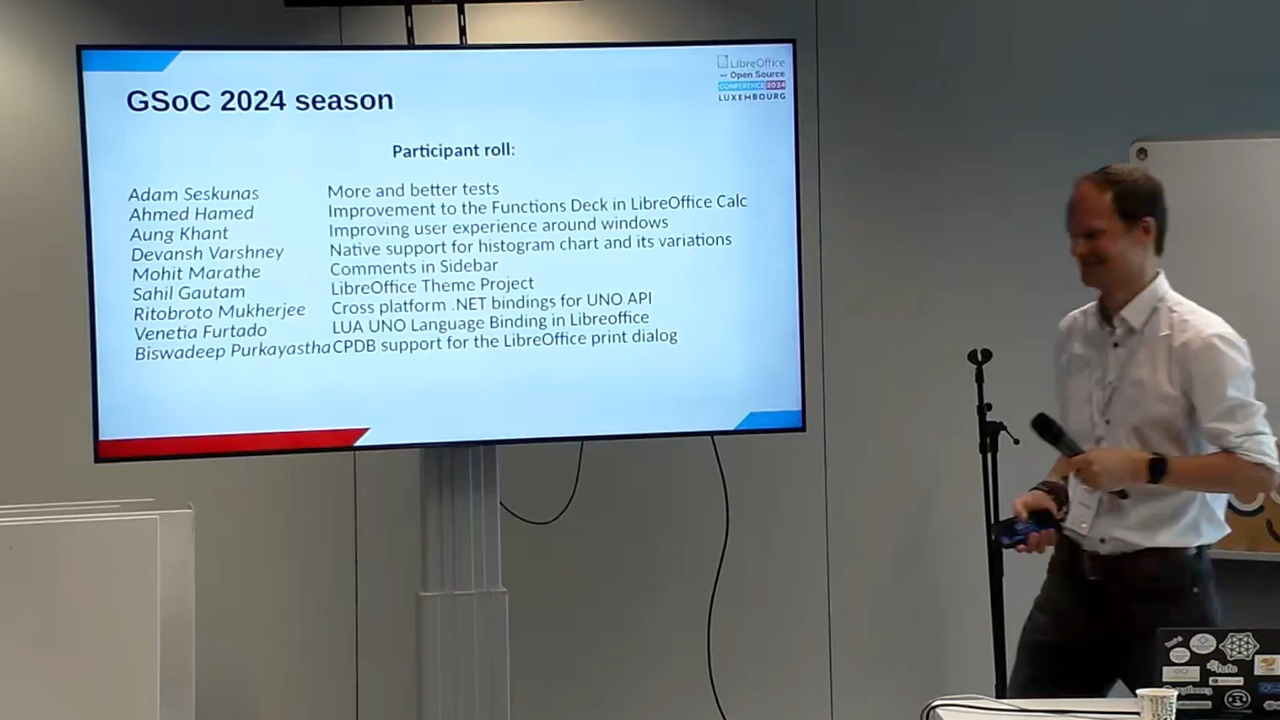 LibreOffice
Open Source
CONFERENCE 2024
LUXEMBOURG
GSoC 2024 season
Participant roll:
Adam Seskunas More and better tests
Ahmed Hamed Improvement to the Functions Deck in LibreOffice Calc
Aung Khant Improving user experience around windows
Devansh Varshney Native support for histogram chart and its variations
Mohit Marathe Comments in Sidebar
Sahil Gautam LibreOffice Theme Project
Ritobroto Mukherjee Cross platform .NET bindings for UNO API
Venetia Furtado LUA UNO Language Binding in Libreoffice
Biswadeep Purkayastha CPDB support for the LibreOffice print dialog